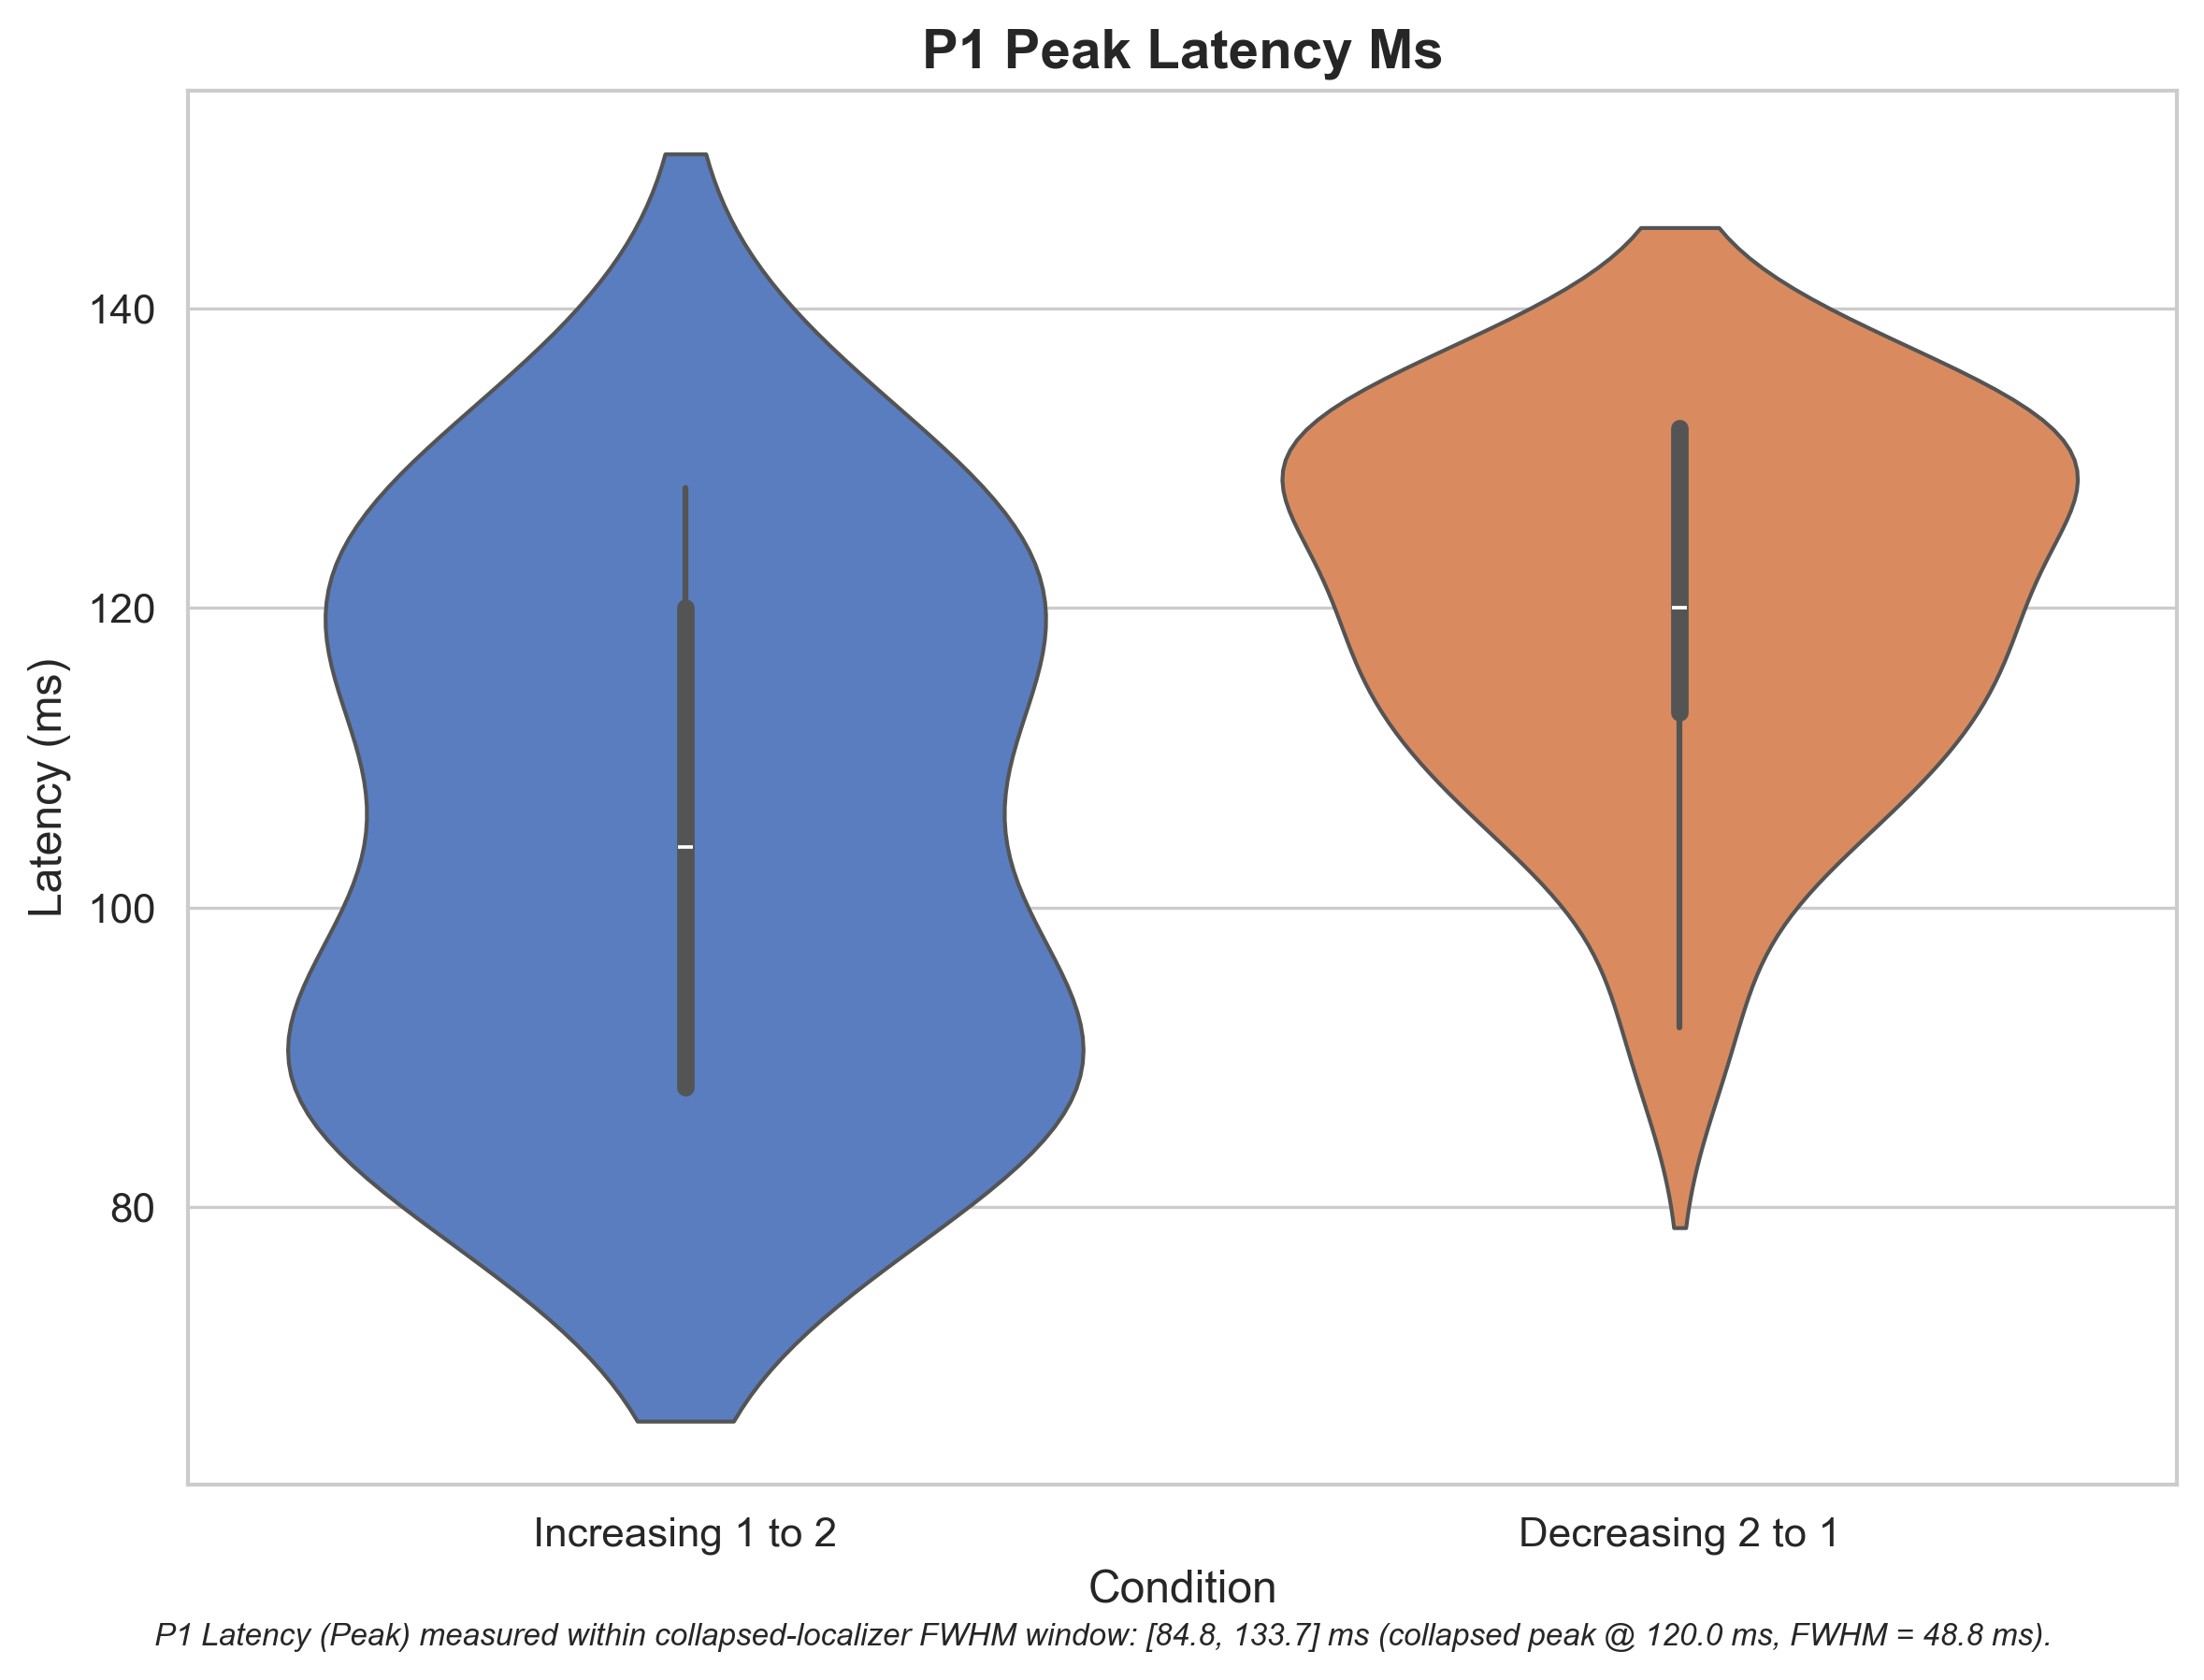 P1 Peak Latency Ms
Latency (ms)
140
120
100
80
Increasing 1 to 2
Decreasing 2 to 1
Condition
P1 Latency (Peak) measured within collapsed-localizer FWHM window: [84.8, 133.7] ms (collapsed peak @ 120.0 ms, FWHM = 48.8 ms).